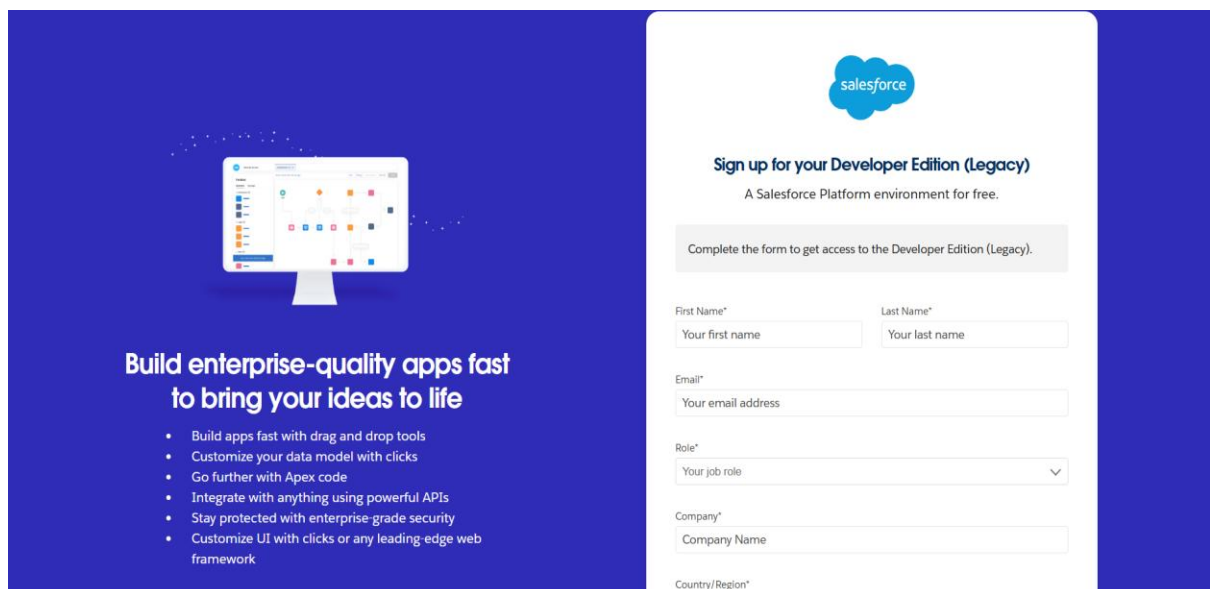 Build enterprise-quality apps fast
to bring your ideas to life
• Build apps fast with drag and drop tools
• Customize your data model with clicks
• Go further with Apex code
• Integrate with anything using powerful APIs
• Stay protected with enterprise-grade security
• Customize UI with clicks or any leading-edge web
framework
salesforce
Sign up for your Developer Edition (Legacy)
A Salesforce Platform environment for free.
Complete the form to get access to the Developer Edition (Legacy).
First Name* Last Name*
Your first name Your last name
Email*
Your email address
Role*
Your job role
Company*
Company Name
Country/Region*